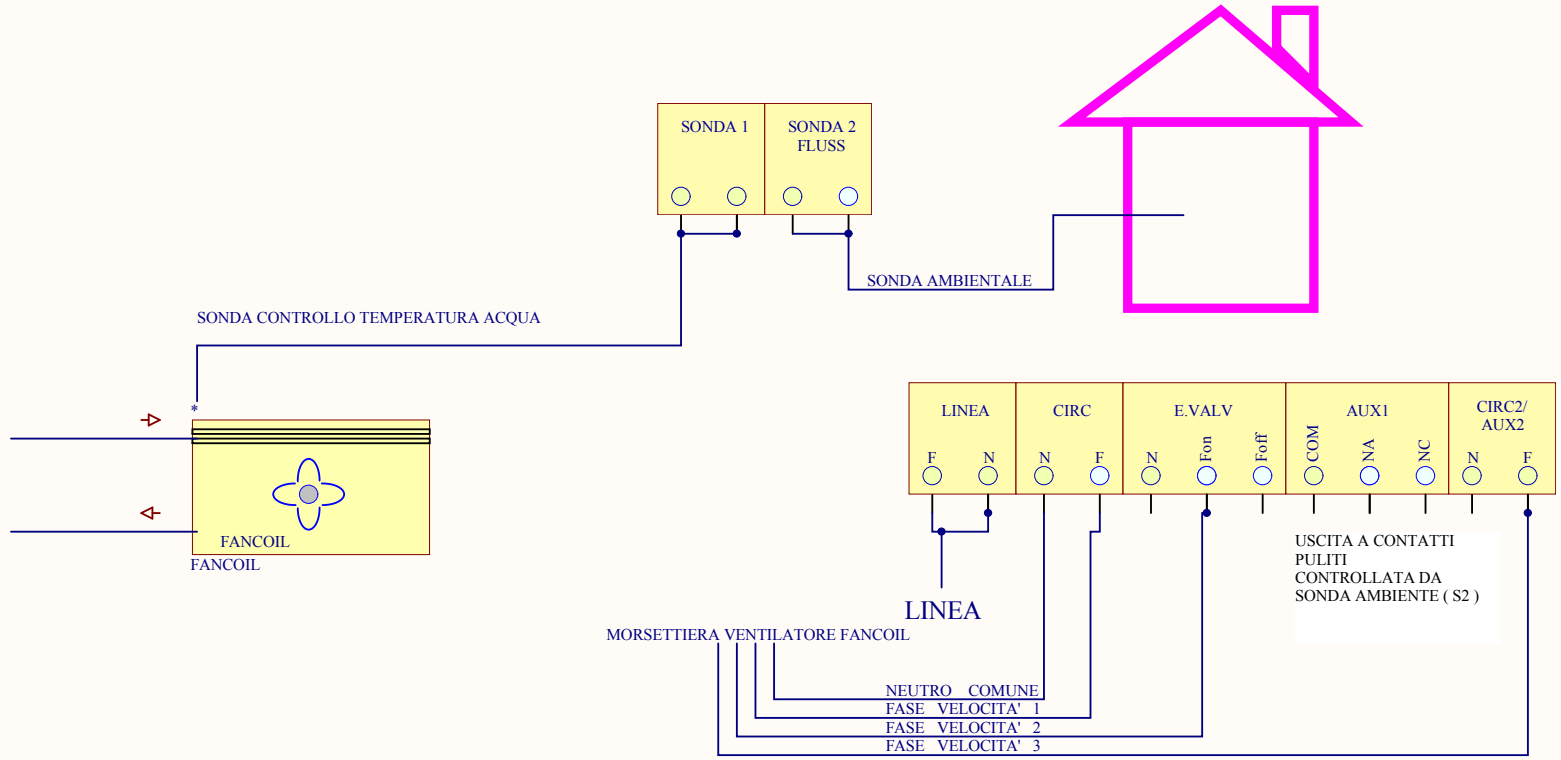 SONDA 1
SONDA 2
FLUSS
SONDA AMBIENTALE
SONDA CONTROLLO TEMPERATURA ACQUA
*
FANCOIL
FANCOIL
LINEA
F N
CIRC
N F
E.VALV
N Fon Foff
AUX1
COM NA NC
CIRC2/
AUX2
N F
USCITA A CONTATTI
PULITI
CONTROLLATA DA
SONDA AMBIENTE ( S2 )
LINEA
MORSETTIERA VENTILATORE FANCOIL
NEUTRO COMUNE
FASE VELOCITA' 1
FASE VELOCITA' 2
FASE VELOCITA' 3